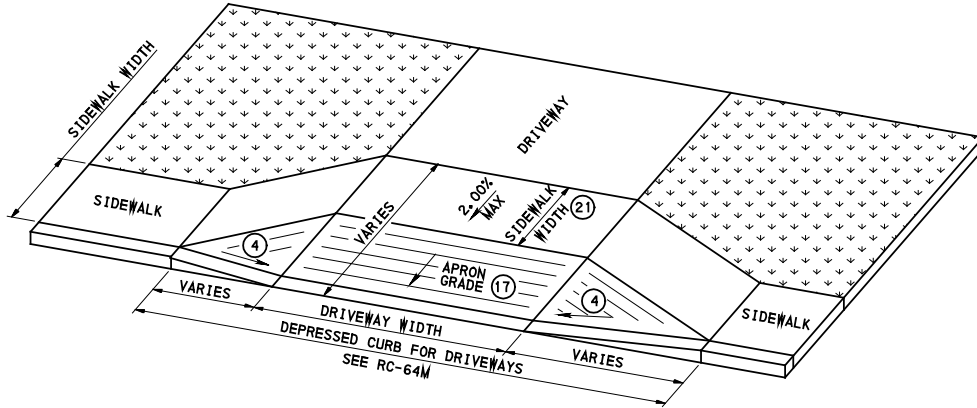 SIDEWALK WIDTH
DRIVEWAY
SIDEWALK
2.00%
MAX
SIDEWALK
WIDTH 21
VARIES
4
APRON
GRADE 17
4
SIDEWALK
VARIES
DRIVEWAY WIDTH
VARIES
DEPRESSED CURB FOR DRIVEWAYS
SEE RC-64M